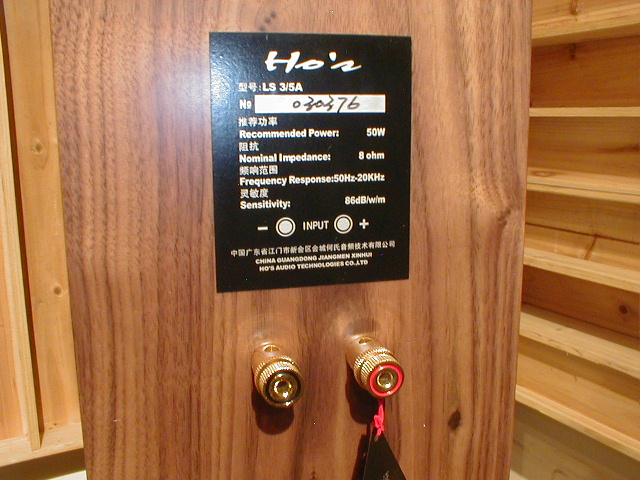 Ho's
型号: LS 3/5A
№ 030376
推荐功率
Recommended Power: 50W
阻抗
Nominal Impedance: 8 ohm
频响范围
Frequency Response:50Hz-20KHz
灵敏度
Sensitivity: 86dB/w/m
− INPUT +
中国广东省江门市新会区会城何氏音频技术有限公司
CHINA GUANGDONG JIANGMEN XINHUI
HO'S AUDIO TECHNOLOGIES CO.,LTD